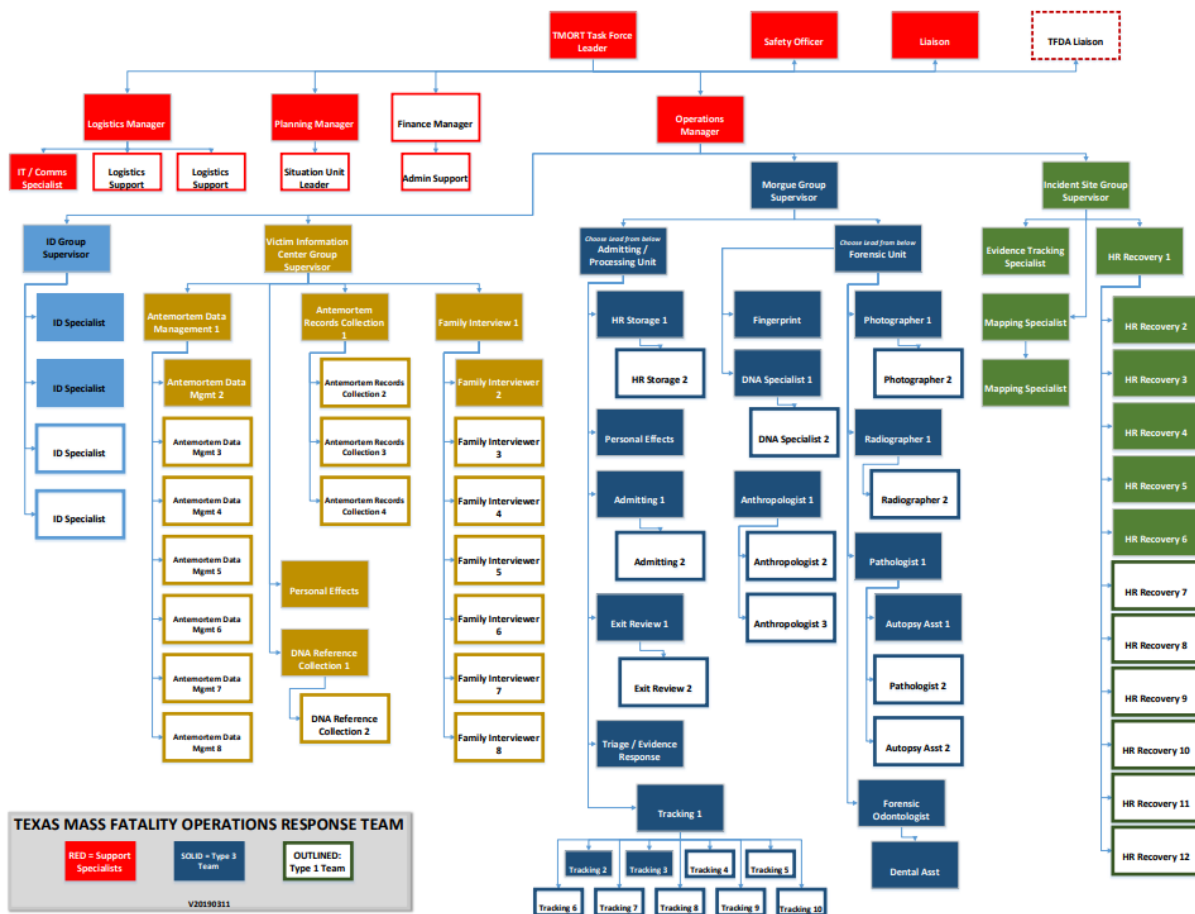 TMORT Task Force
Leader
Safety Officer
Liaison
TFDA Liaison
Logistics Manager
Planning Manager
Finance Manager
Operations
Manager
IT / Comms
Specialist
Logistics
Support
Logistics
Support
Situation Unit
Leader
Admin Support
Morgue Group
Supervisor
Incident Site Group
Supervisor
ID Group
Supervisor
Victim Information
Center Group
Supervisor
Choose Lead from below
Admitting /
Processing Unit
Choose Lead from below
Forensic Unit
Evidence Tracking
Specialist
HR Recovery 1
ID Specialist
ID Specialist
ID Specialist
ID Specialist
Antemortem Data
Management 1
Antemortem
Records Collection
1
Family Interview 1
Antemortem Data
Mgmt 2
Antemortem Data
Mgmt 3
Antemortem Data
Mgmt 4
Antemortem Data
Mgmt 5
Antemortem Data
Mgmt 6
Antemortem Data
Mgmt 7
Antemortem Data
Mgmt 8
Antemortem Records
Collection 2
Antemortem Records
Collection 3
Antemortem Records
Collection 4
Personal Effects
DNA Reference
Collection 1
DNA Reference
Collection 2
Family Interviewer
2
Family Interviewer
3
Family Interviewer
4
Family Interviewer
5
Family Interviewer
6
Family Interviewer
7
Family Interviewer
8
HR Storage 1
HR Storage 2
Personal Effects
Admitting 1
Admitting 2
Exit Review 1
Exit Review 2
Triage / Evidence
Response
Tracking 1
Tracking 2
Tracking 3
Tracking 4
Tracking 5
Tracking 6
Tracking 7
Tracking 8
Tracking 9
Tracking 10
Fingerprint
DNA Specialist 1
DNA Specialist 2
Anthropologist 1
Anthropologist 2
Anthropologist 3
Photographer 1
Photographer 2
Radiographer 1
Radiographer 2
Pathologist 1
Autopsy Asst 1
Pathologist 2
Autopsy Asst 2
Forensic
Odontologist
Dental Asst
Mapping Specialist
Mapping Specialist
HR Recovery 2
HR Recovery 3
HR Recovery 4
HR Recovery 5
HR Recovery 6
HR Recovery 7
HR Recovery 8
HR Recovery 9
HR Recovery 10
HR Recovery 11
HR Recovery 12
TEXAS MASS FATALITY OPERATIONS RESPONSE TEAM
RED = Support
Specialists
SOLID = Type 3
Team
OUTLINED:
Type 1 Team
V20190311